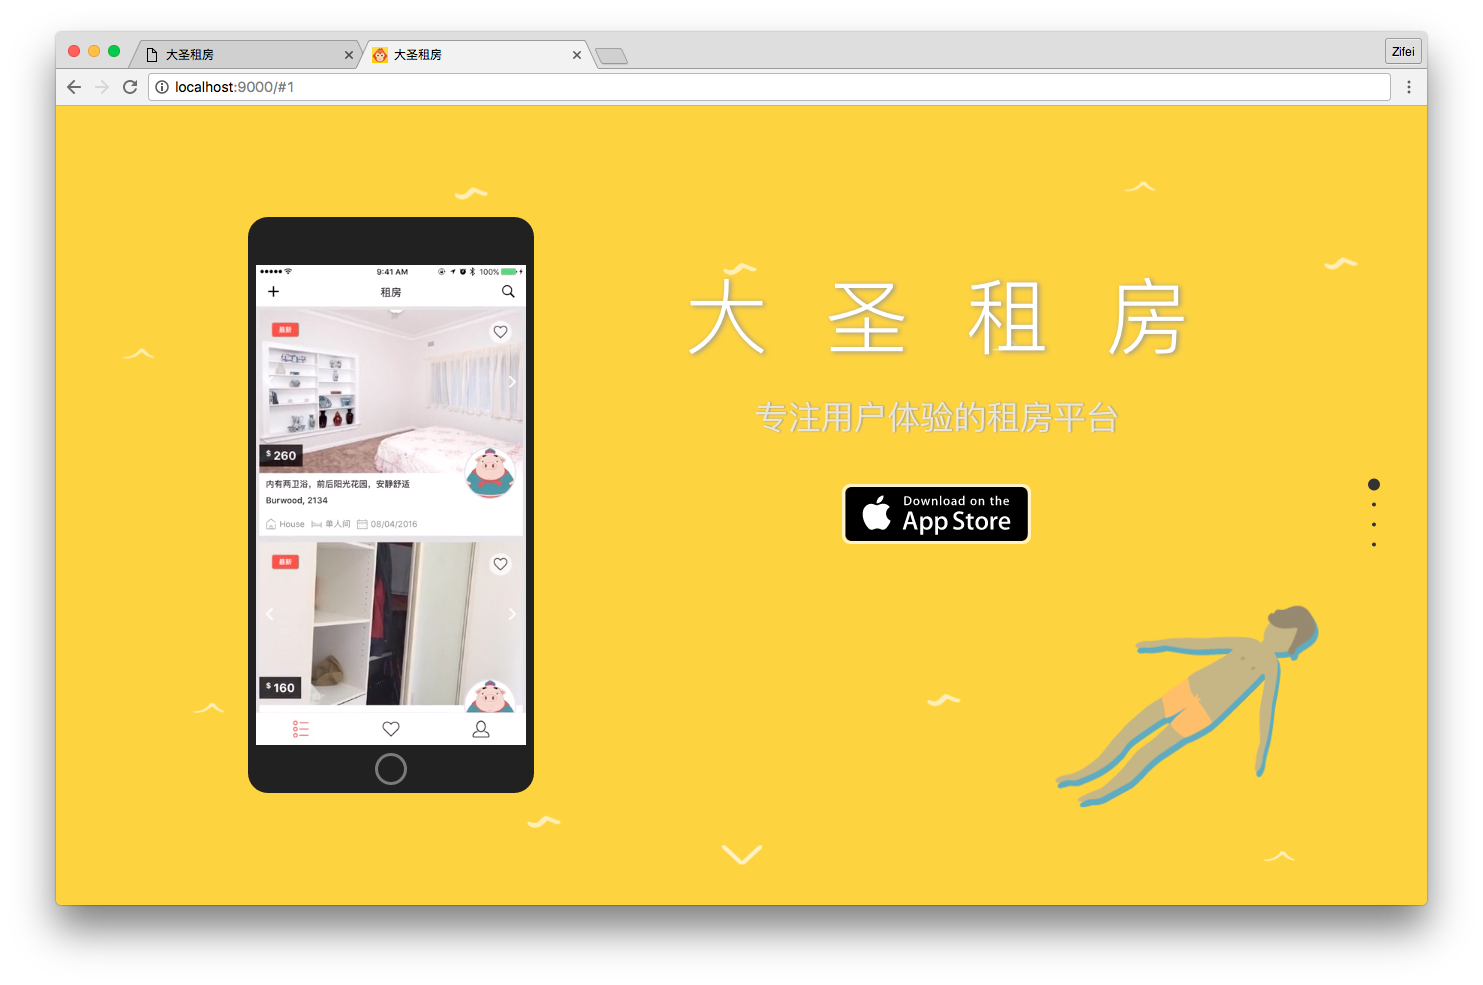 大圣租房
大圣租房
Zifei
localhost:9000/#1
9:41 AM
100%
租房
最新
$260
内有两卫浴，前后阳光花园，安静舒适
Burwood, 2134
House 单人间 08/04/2016
最新
$160
大圣租房
专注用户体验的租房平台
Download on the
App Store